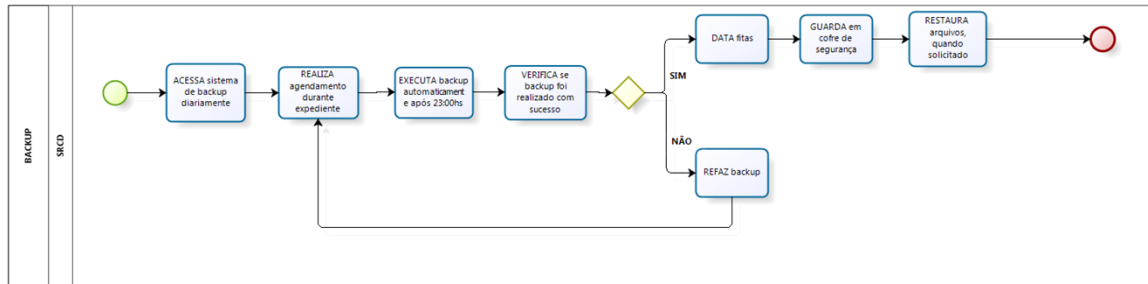 BACKUP
SRCD
ACESSA sistema
de backup
diariamente
REALIZA
agendamento
durante
expediente
EXECUTA backup
automaticament
e após 23:00hs
VERIFICA se
backup foi
realizado com
sucesso
SIM
NÃO
DATA fitas
GUARDA em
cofre de
segurança
RESTAURA
arquivos,
quando
solicitado
REFAZ backup